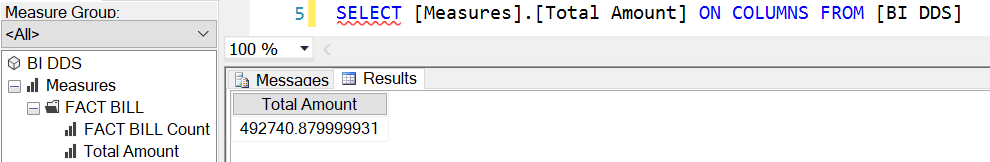 Measure Group:
<All>
BI DDS
Measures
FACT BILL
FACT BILL Count
Total Amount
5 SELECT [Measures].[Total Amount] ON COLUMNS FROM [BI DDS]
100 %
Messages Results
Total Amount
492740.879999931